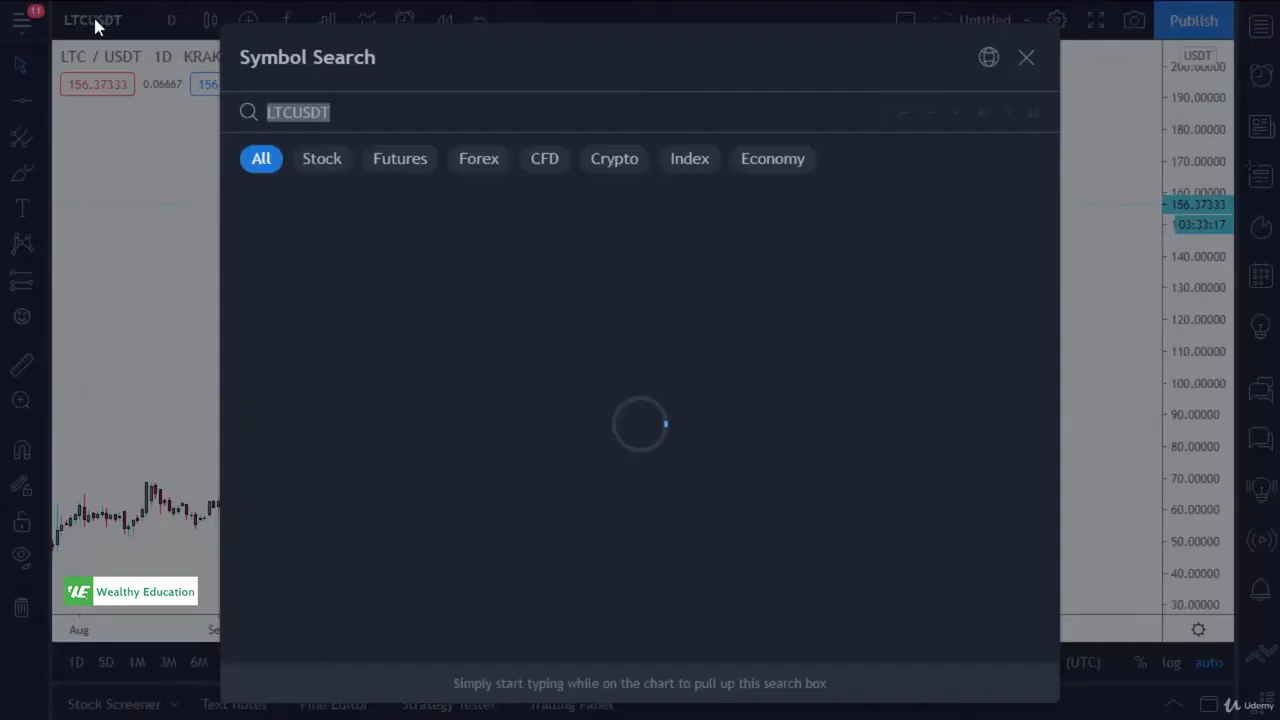 11
LTCUSDT
D
Untitled
Publish
LTC / USDT 1D KRAK
156.37333
0.06667
156
Symbol Search
LTCUSDT
All
Stock
Futures
Forex
CFD
Crypto
Index
Economy
USDT
200.00000
190.00000
180.00000
170.00000
160.00000
156.37333
03:33:17
140.00000
130.00000
120.00000
110.00000
100.00000
90.00000
80.00000
70.00000
60.00000
50.00000
40.00000
30.00000
Wealthy Education
Aug
Se
1D 5D 1M 3M 6M
(UTC) % log auto
Simply start typing while on the chart to pull up this search box
Stock Screener
Text Notes
Pine Editor
Strategy Tester
Trading Panel
Udemy